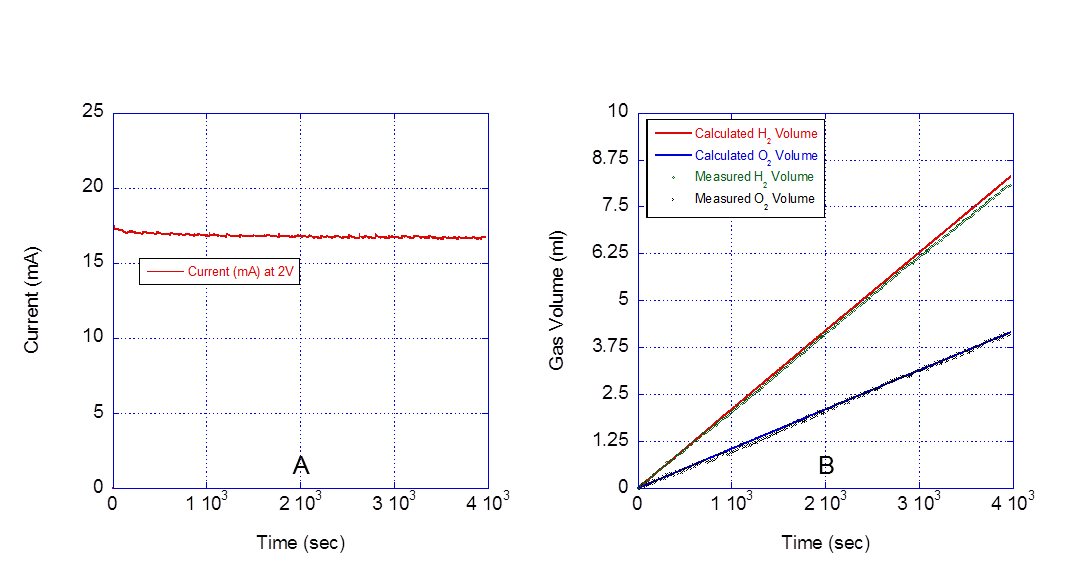 25
20
15
10
5
0
Current (mA)
Current (mA) at 2V
A
0
1 10³
2 10³
3 10³
4 10³
Time (sec)
10
8.75
7.5
6.25
5
3.75
2.5
1.25
0
Gas Volume (ml)
Calculated H₂ Volume
Calculated O₂ Volume
Measured H₂ Volume
Measured O₂ Volume
B
0
1 10³
2 10³
3 10³
4 10³
Time (sec)